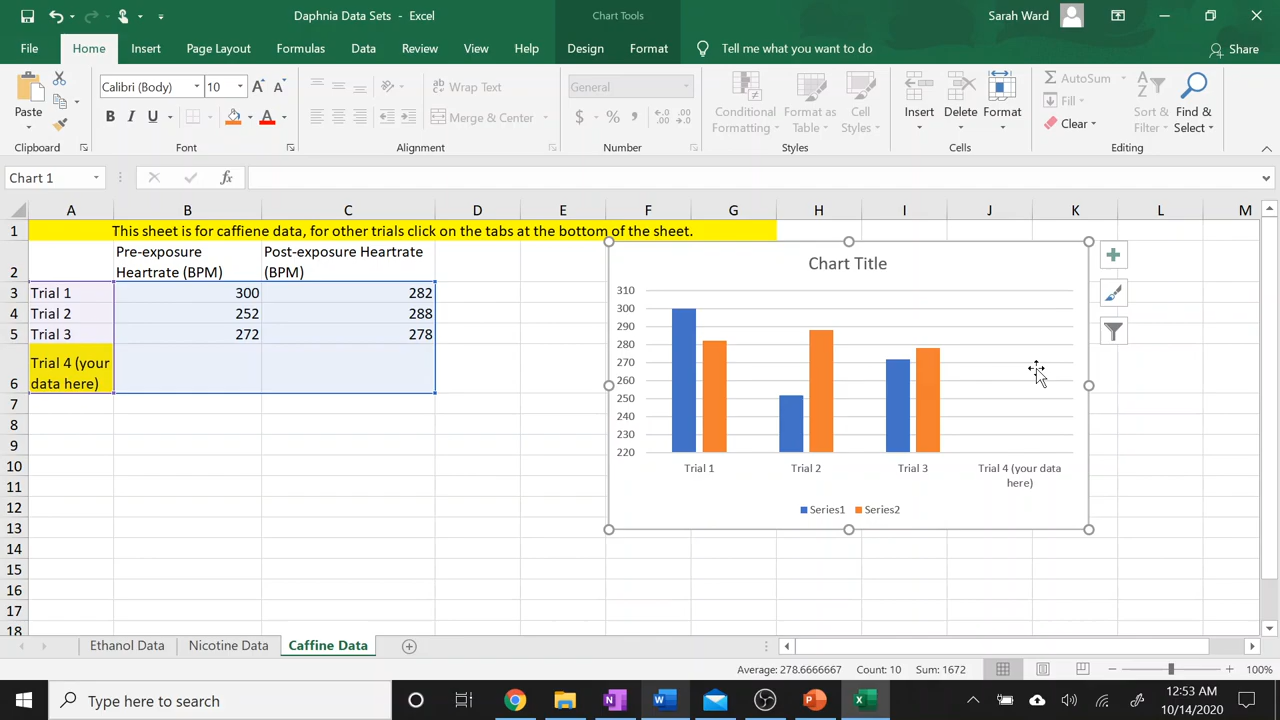 Daphnia Data Sets - Excel
Chart Tools
Sarah Ward
File Home Insert Page Layout Formulas Data Review View Help Design Format Tell me what you want to do Share
Calibri (Body) 10 A A Wrap Text General AutoSum
Paste B I U A Merge & Center $ % , Conditional Formatting Format as Table Cell Styles Insert Delete Format Fill Clear Sort & Filter Find & Select
Clipboard Font Alignment Number Styles Cells Editing
Chart 1 fx
A B C D E F G H I J K L M
1 This sheet is for caffiene data, for other trials click on the tabs at the bottom of the sheet.
Pre-exposure Post-exposure Heartrate
2 Heartrate (BPM) (BPM)
3 Trial 1 300 282
4 Trial 2 252 288
5 Trial 3 272 278
Trial 4 (your
6 data here)
7
8
9
10
11
12
13
14
15
16
17
18
Chart Title
310
300
290
280
270
260
250
240
230
220
Trial 1 Trial 2 Trial 3 Trial 4 (your data
here)
Series1 Series2
Ethanol Data Nicotine Data Caffine Data
Average: 278.6666667 Count: 10 Sum: 1672 100%
Type here to search
12:53 AM
10/14/2020